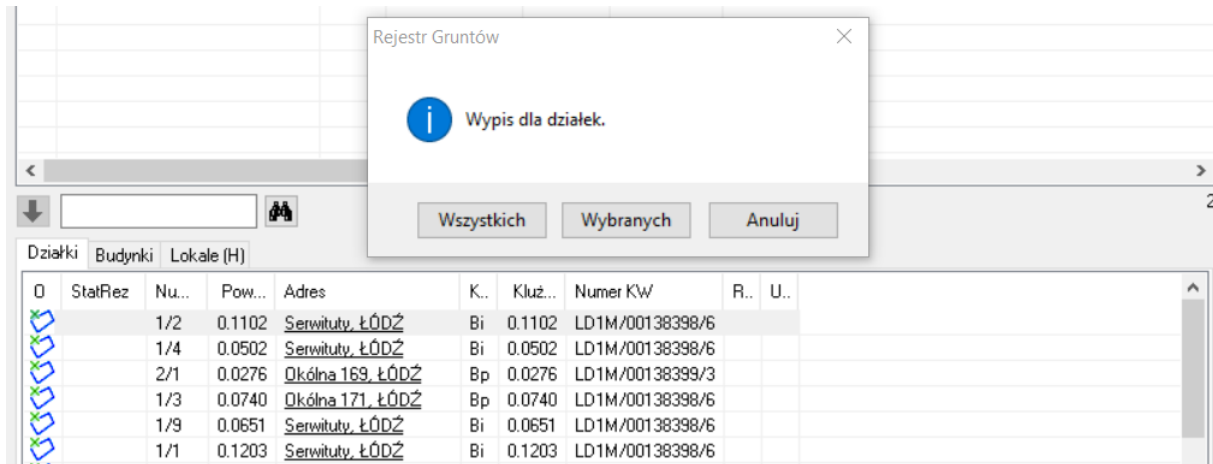 Rejestr Gruntów
Wypis dla działek.
Wszystkich Wybranych Anuluj
2
Działki Budynki Lokale (H)
O StatRez Nu... Pow... Adres K.. Kluż... Numer KW R.. U..
1/2 0.1102 Serwituty, ŁÓDŹ Bi 0.1102 LD1M/00138398/6
1/4 0.0502 Serwituty, ŁÓDŹ Bi 0.0502 LD1M/00138398/6
2/1 0.0276 Okólna 169, ŁÓDŹ Bp 0.0276 LD1M/00138399/3
1/3 0.0740 Okólna 171, ŁÓDŹ Bp 0.0740 LD1M/00138398/6
1/9 0.0651 Serwituty, ŁÓDŹ Bi 0.0651 LD1M/00138398/6
1/1 0.1203 Serwituty, ŁÓDŹ Bi 0.1203 LD1M/00138398/6